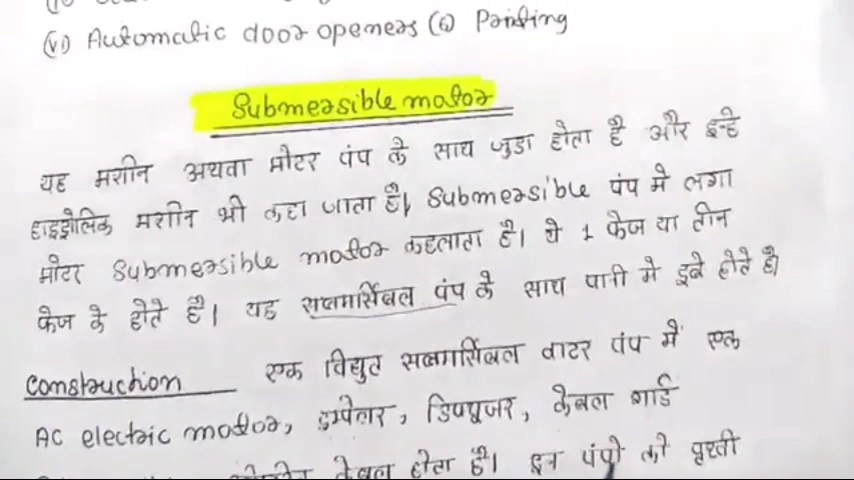 (vi) Automatic door openers (6) Painting
Submersible motor
यह मशीन अथवा मोटर पंप के साथ जुडा होता है और इन्हे
हाइड्रोलिक मशीन भी कहा जाता है। Submersible पंप मे लगा
मोटर Submersible motor कहलाता है। ये 1 फेज या तीन
फेज के होते है। यह सबमर्सिबल पंप के साथ पानी मे डूबे होते है।
Construction एक विद्युत सबमर्सिबल वाटर पंप में एक
AC electric motor, इम्पेलर, डिफ्यूजर, केबल गार्ड
केबल होता है। इन पंपो को पृथ्वी